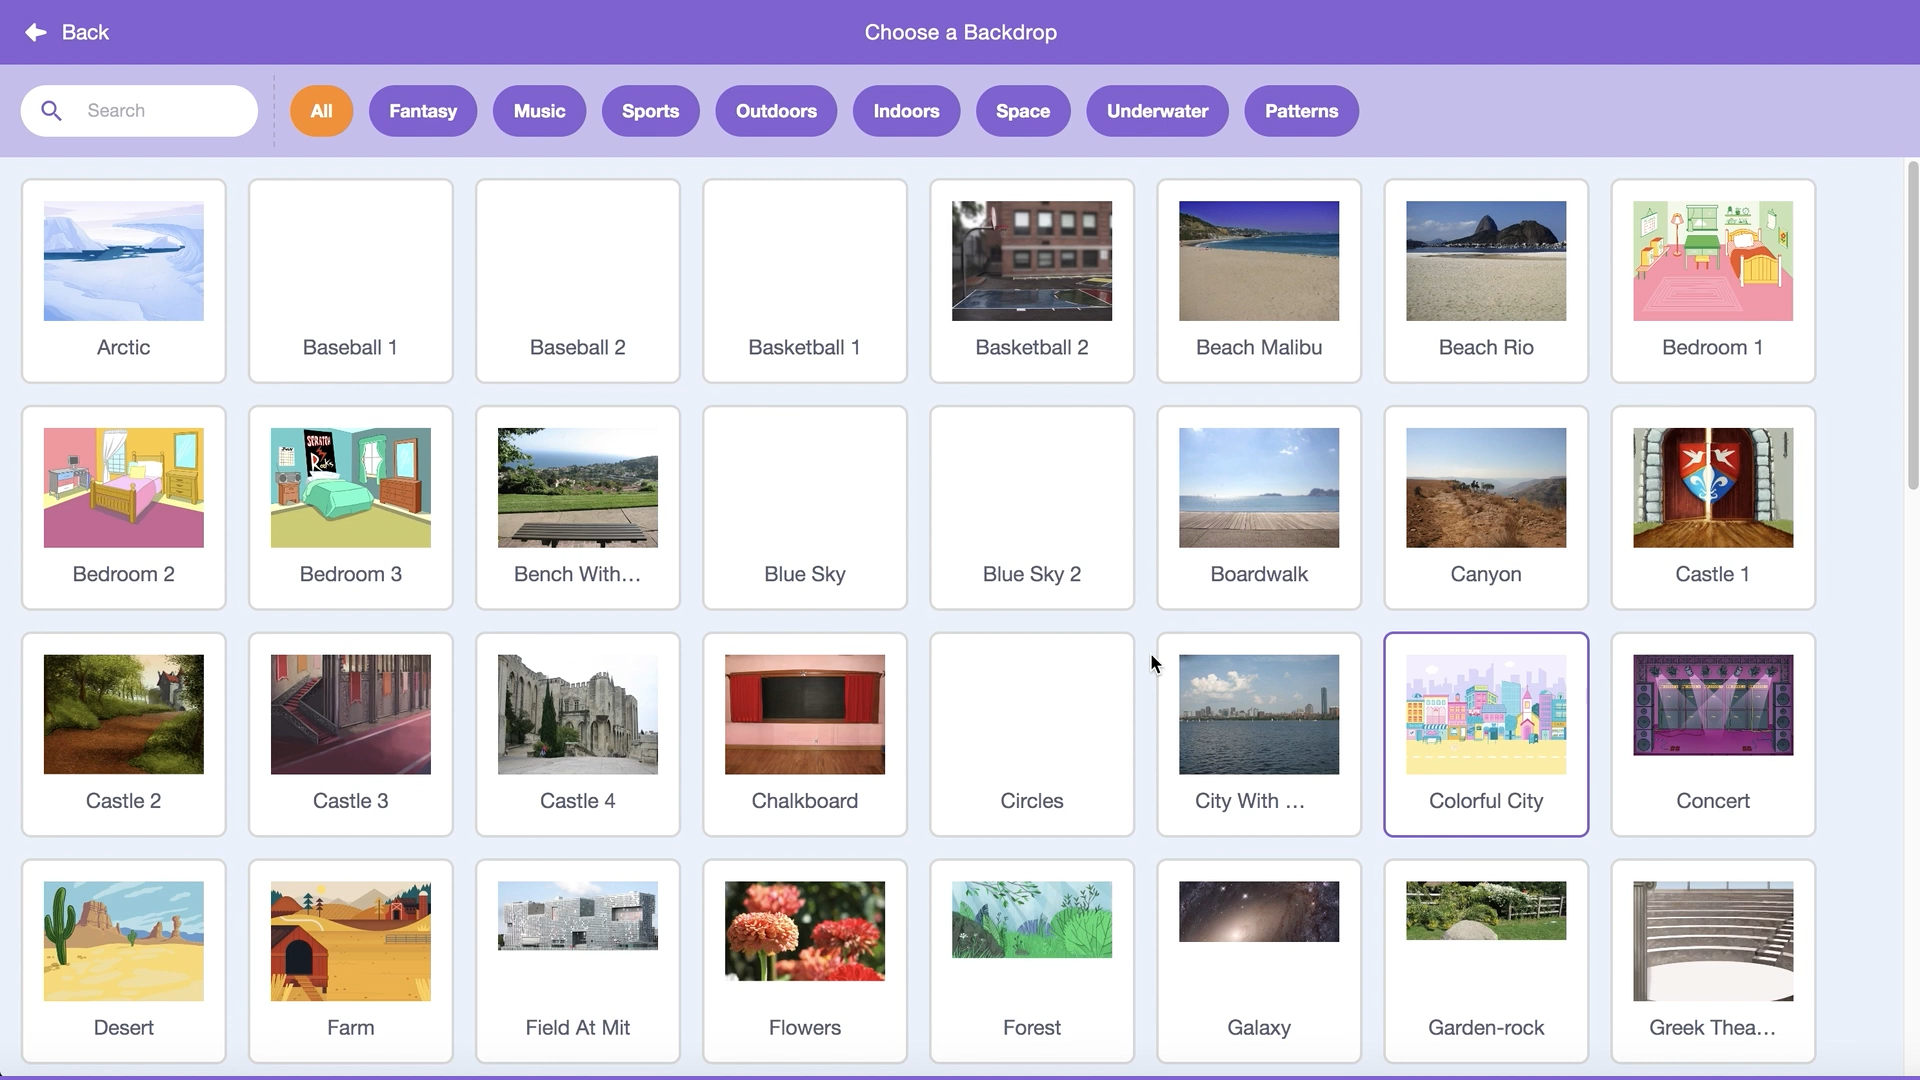 Back
Choose a Backdrop
Search
All
Fantasy
Music
Sports
Outdoors
Indoors
Space
Underwater
Patterns
Arctic
Baseball 1
Baseball 2
Basketball 1
Basketball 2
Beach Malibu
Beach Rio
Bedroom 1
SCRATCH
Rocks
Bedroom 2
Bedroom 3
Bench With...
Blue Sky
Blue Sky 2
Boardwalk
Canyon
Castle 1
Castle 2
Castle 3
Castle 4
Chalkboard
Circles
City With ...
Colorful City
Concert
Desert
Farm
Field At Mit
Flowers
Forest
Galaxy
Garden-rock
Greek Thea...